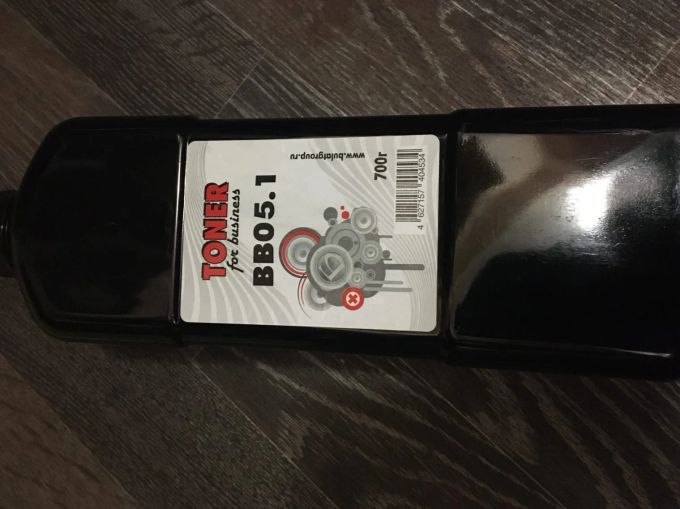 TONER
for business
BB05.1
www.bulatgroup.ru
700г
4 627157 404534